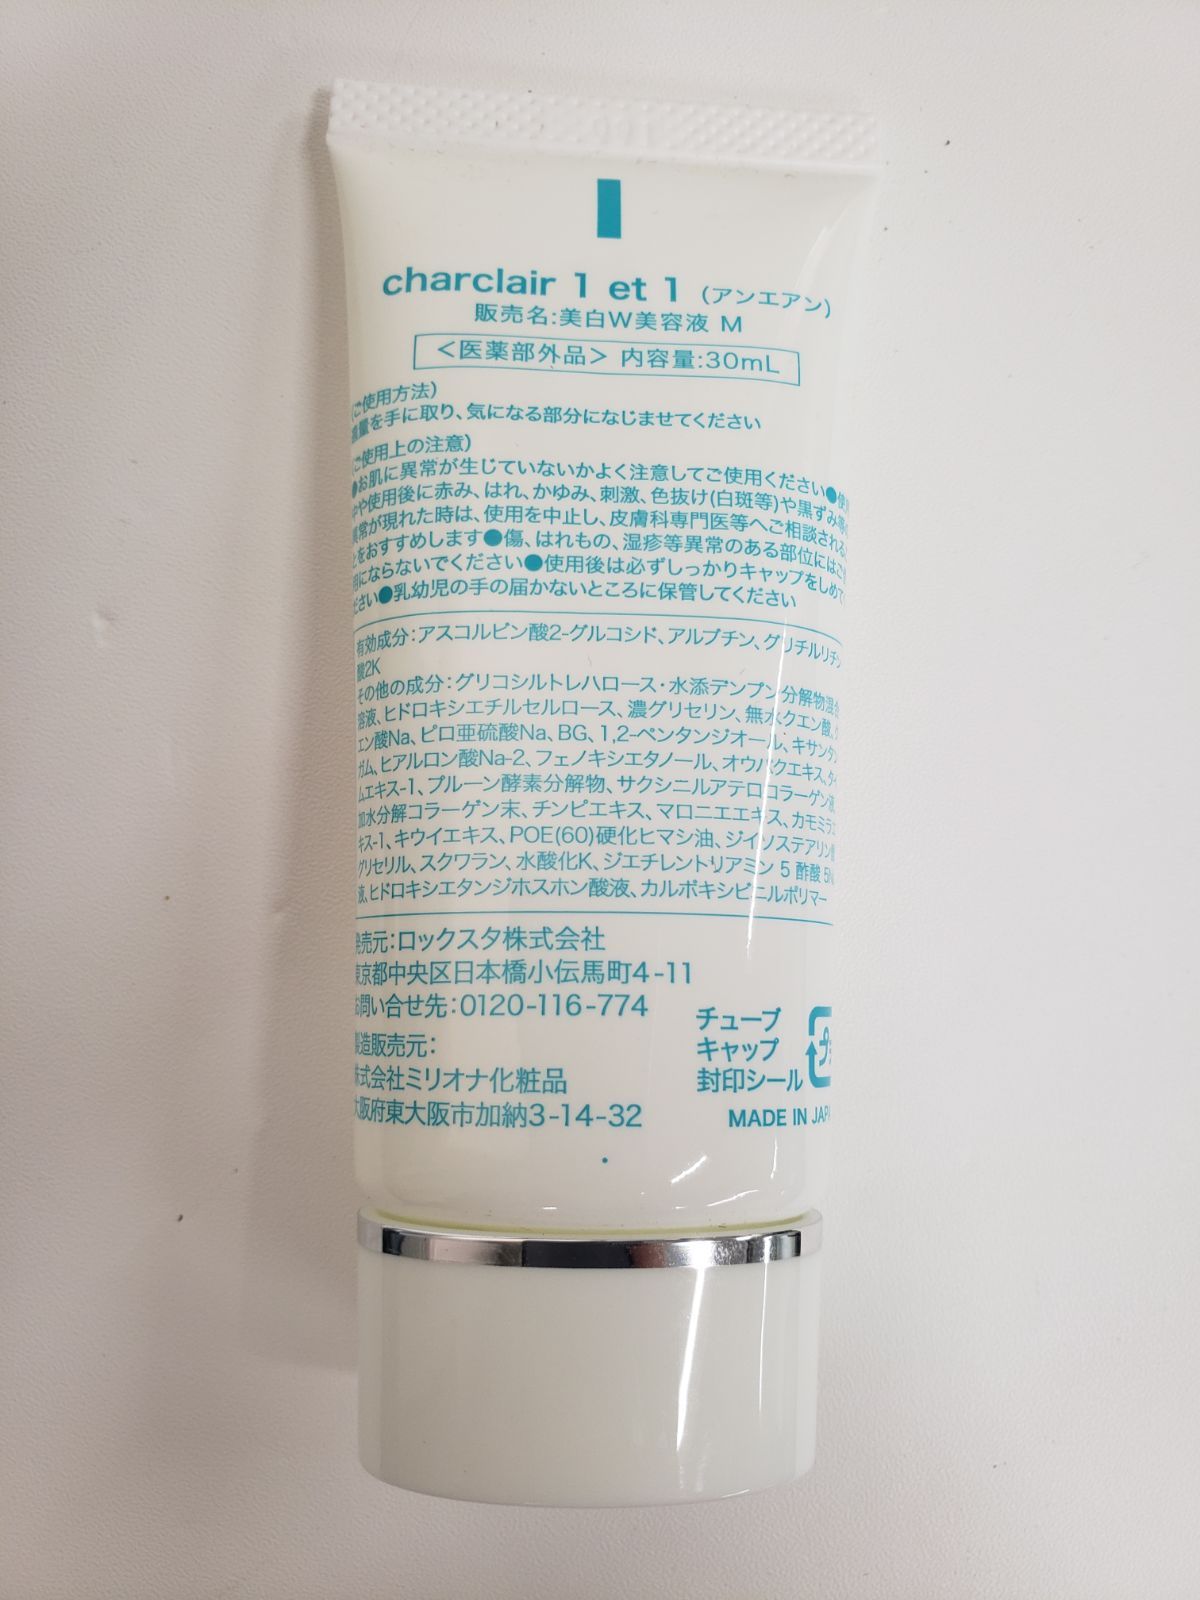 charclair 1 et 1 (アンエアン)
販売名:美白W美容液 M
<医薬部外品> 内容量:30mL
(ご使用方法)
適量を手に取り、気になる部分になじませてください
(ご使用上の注意)
●お肌に異常が生じていないかよく注意してご使用ください●使用
中や使用後に赤み、はれ、かゆみ、刺激、色抜け(白斑等)や黒ずみ等の
異常が現れた時は、使用を中止し、皮膚科専門医等へご相談されるこ
とをおすすめします●傷、はれもの、湿疹等異常のある部位にはご使
用にならないでください●使用後は必ずしっかりキャップをしめてく
ださい●乳幼児の手の届かないところに保管してください
有効成分:アスコルビン酸2-グルコシド、アルブチン、グリチルリチン
酸2K
その他の成分:グリコシルトレハロース・水添デンプン分解物混合
溶液、ヒドロキシエチルセルロース、濃グリセリン、無水クエン酸、ク
エン酸Na、ピロ亜硫酸Na、BG、1,2-ペンタンジオール、キサンタン
ガム、ヒアルロン酸Na-2、フェノキシエタノール、オウバクエキス、タイ
ムエキス-1、プルーン酵素分解物、サクシニルアテロコラーゲン液、
加水分解コラーゲン末、チンピエキス、マロニエエキス、カモミラエ
キス-1、キウイエキス、POE(60)硬化ヒマシ油、ジイソステアリン酸
グリセリル、スクワラン、水酸化K、ジエチレントリアミン 5 酢酸 5Na
液、ヒドロキシエタンジホスホン酸液、カルボキシビニルポリマー
発売元:ロックスタ株式会社
東京都中央区日本橋小伝馬町4-11
お問い合せ先:0120-116-774
製造販売元:
株式会社ミリオナ化粧品
大阪府東大阪市加納3-14-32
チューブ
キャップ
封印シール
プ
MADE IN JAP